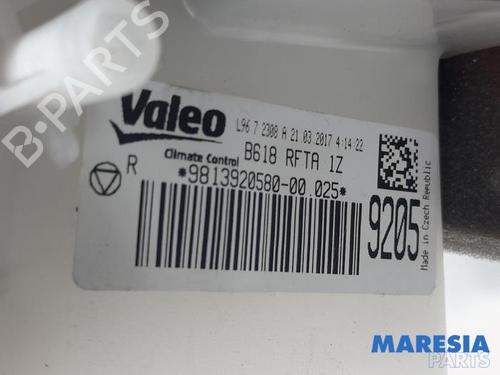 Valeo
L96 7 2308 A 21.03.2017 4:14:22
B618 RFTA 1Z
Climate Control
R
*9813920580-00.025*
9205
Made in Czech Republic
B-PARTS
MARESIA
PARTS